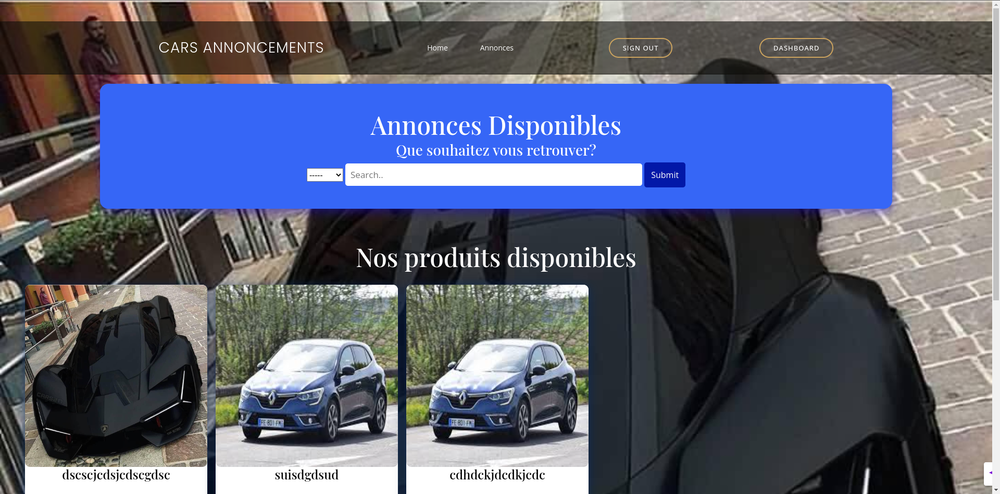 CARS ANNONCEMENTS
Home
Annonces
SIGN OUT
DASHBOARD
Annonces Disponibles
Que souhaitez vous retrouver?
-----
Search..
Submit
Nos produits disponibles
dscscjcdsjcdscgdsc
suisdgdsud
cdhdckjdcdkjcdc